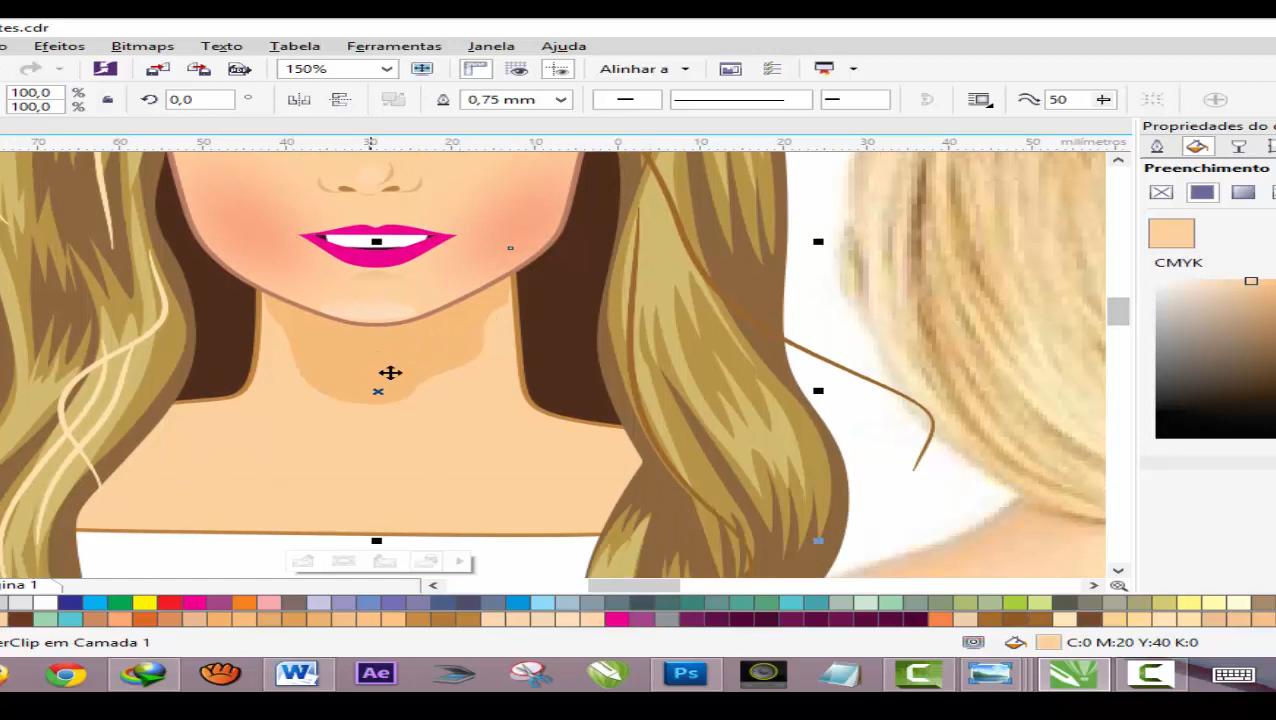 tes.cdr
o Efeitos Bitmaps Texto Tabela Ferramentas Janela Ajuda
150% Alinhar a
100,0 %
100,0 %
0,0 ° 0,75 mm 50
70 60 50 40 30 20 10 0 10 20 30 40 50 milímetros
Propriedades do o
Preenchimento
CMYK
gina 1
erClip em Camada 1
C:0 M:20 Y:40 K:0
W Ae Ps C C